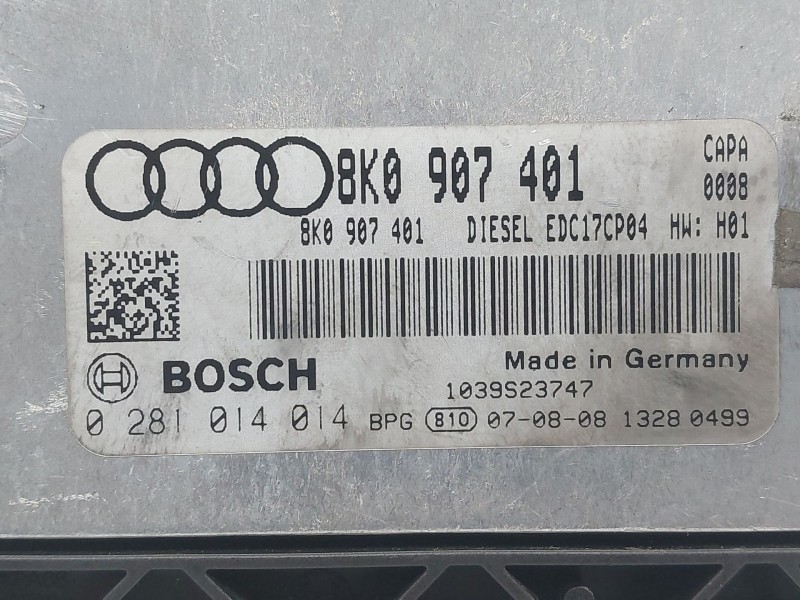 8K0 907 401 CAPA
0008
8K0 907 401 DIESEL EDC17CP04 HW: H01
Made in Germany
BOSCH
1039S23747
0 281 014 014 BPG 810 07-08-08 1328 0499